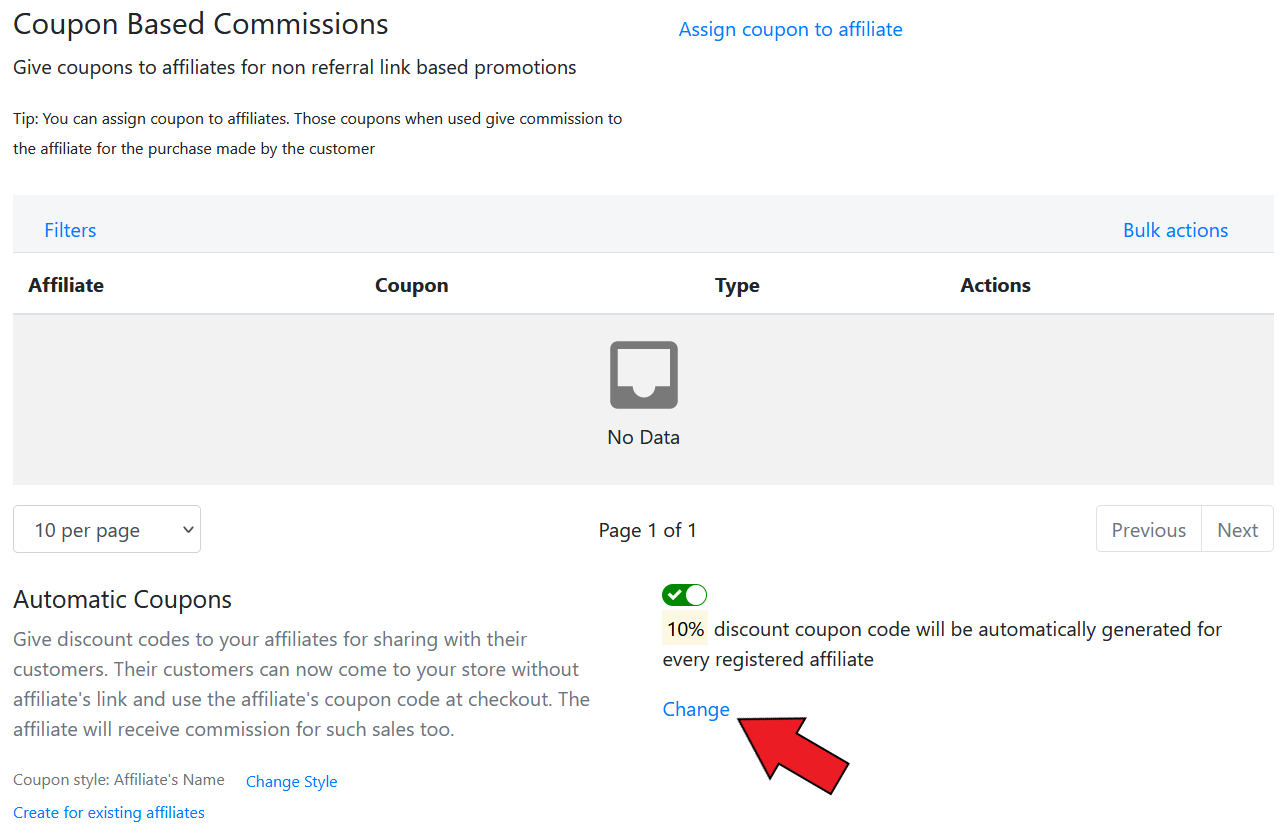 Coupon Based Commissions
Assign coupon to affiliate
Give coupons to affiliates for non referral link based promotions
Tip: You can assign coupon to affiliates. Those coupons when used give commission to
the affiliate for the purchase made by the customer
Filters
Bulk actions
Affiliate Coupon Type Actions
No Data
10 per page
Page 1 of 1
Previous Next
Automatic Coupons
Give discount codes to your affiliates for sharing with their
customers. Their customers can now come to your store without
affiliate's link and use the affiliate's coupon code at checkout. The
affiliate will receive commission for such sales too.
Coupon style: Affiliate's Name Change Style
Create for existing affiliates
10% discount coupon code will be automatically generated for
every registered affiliate
Change